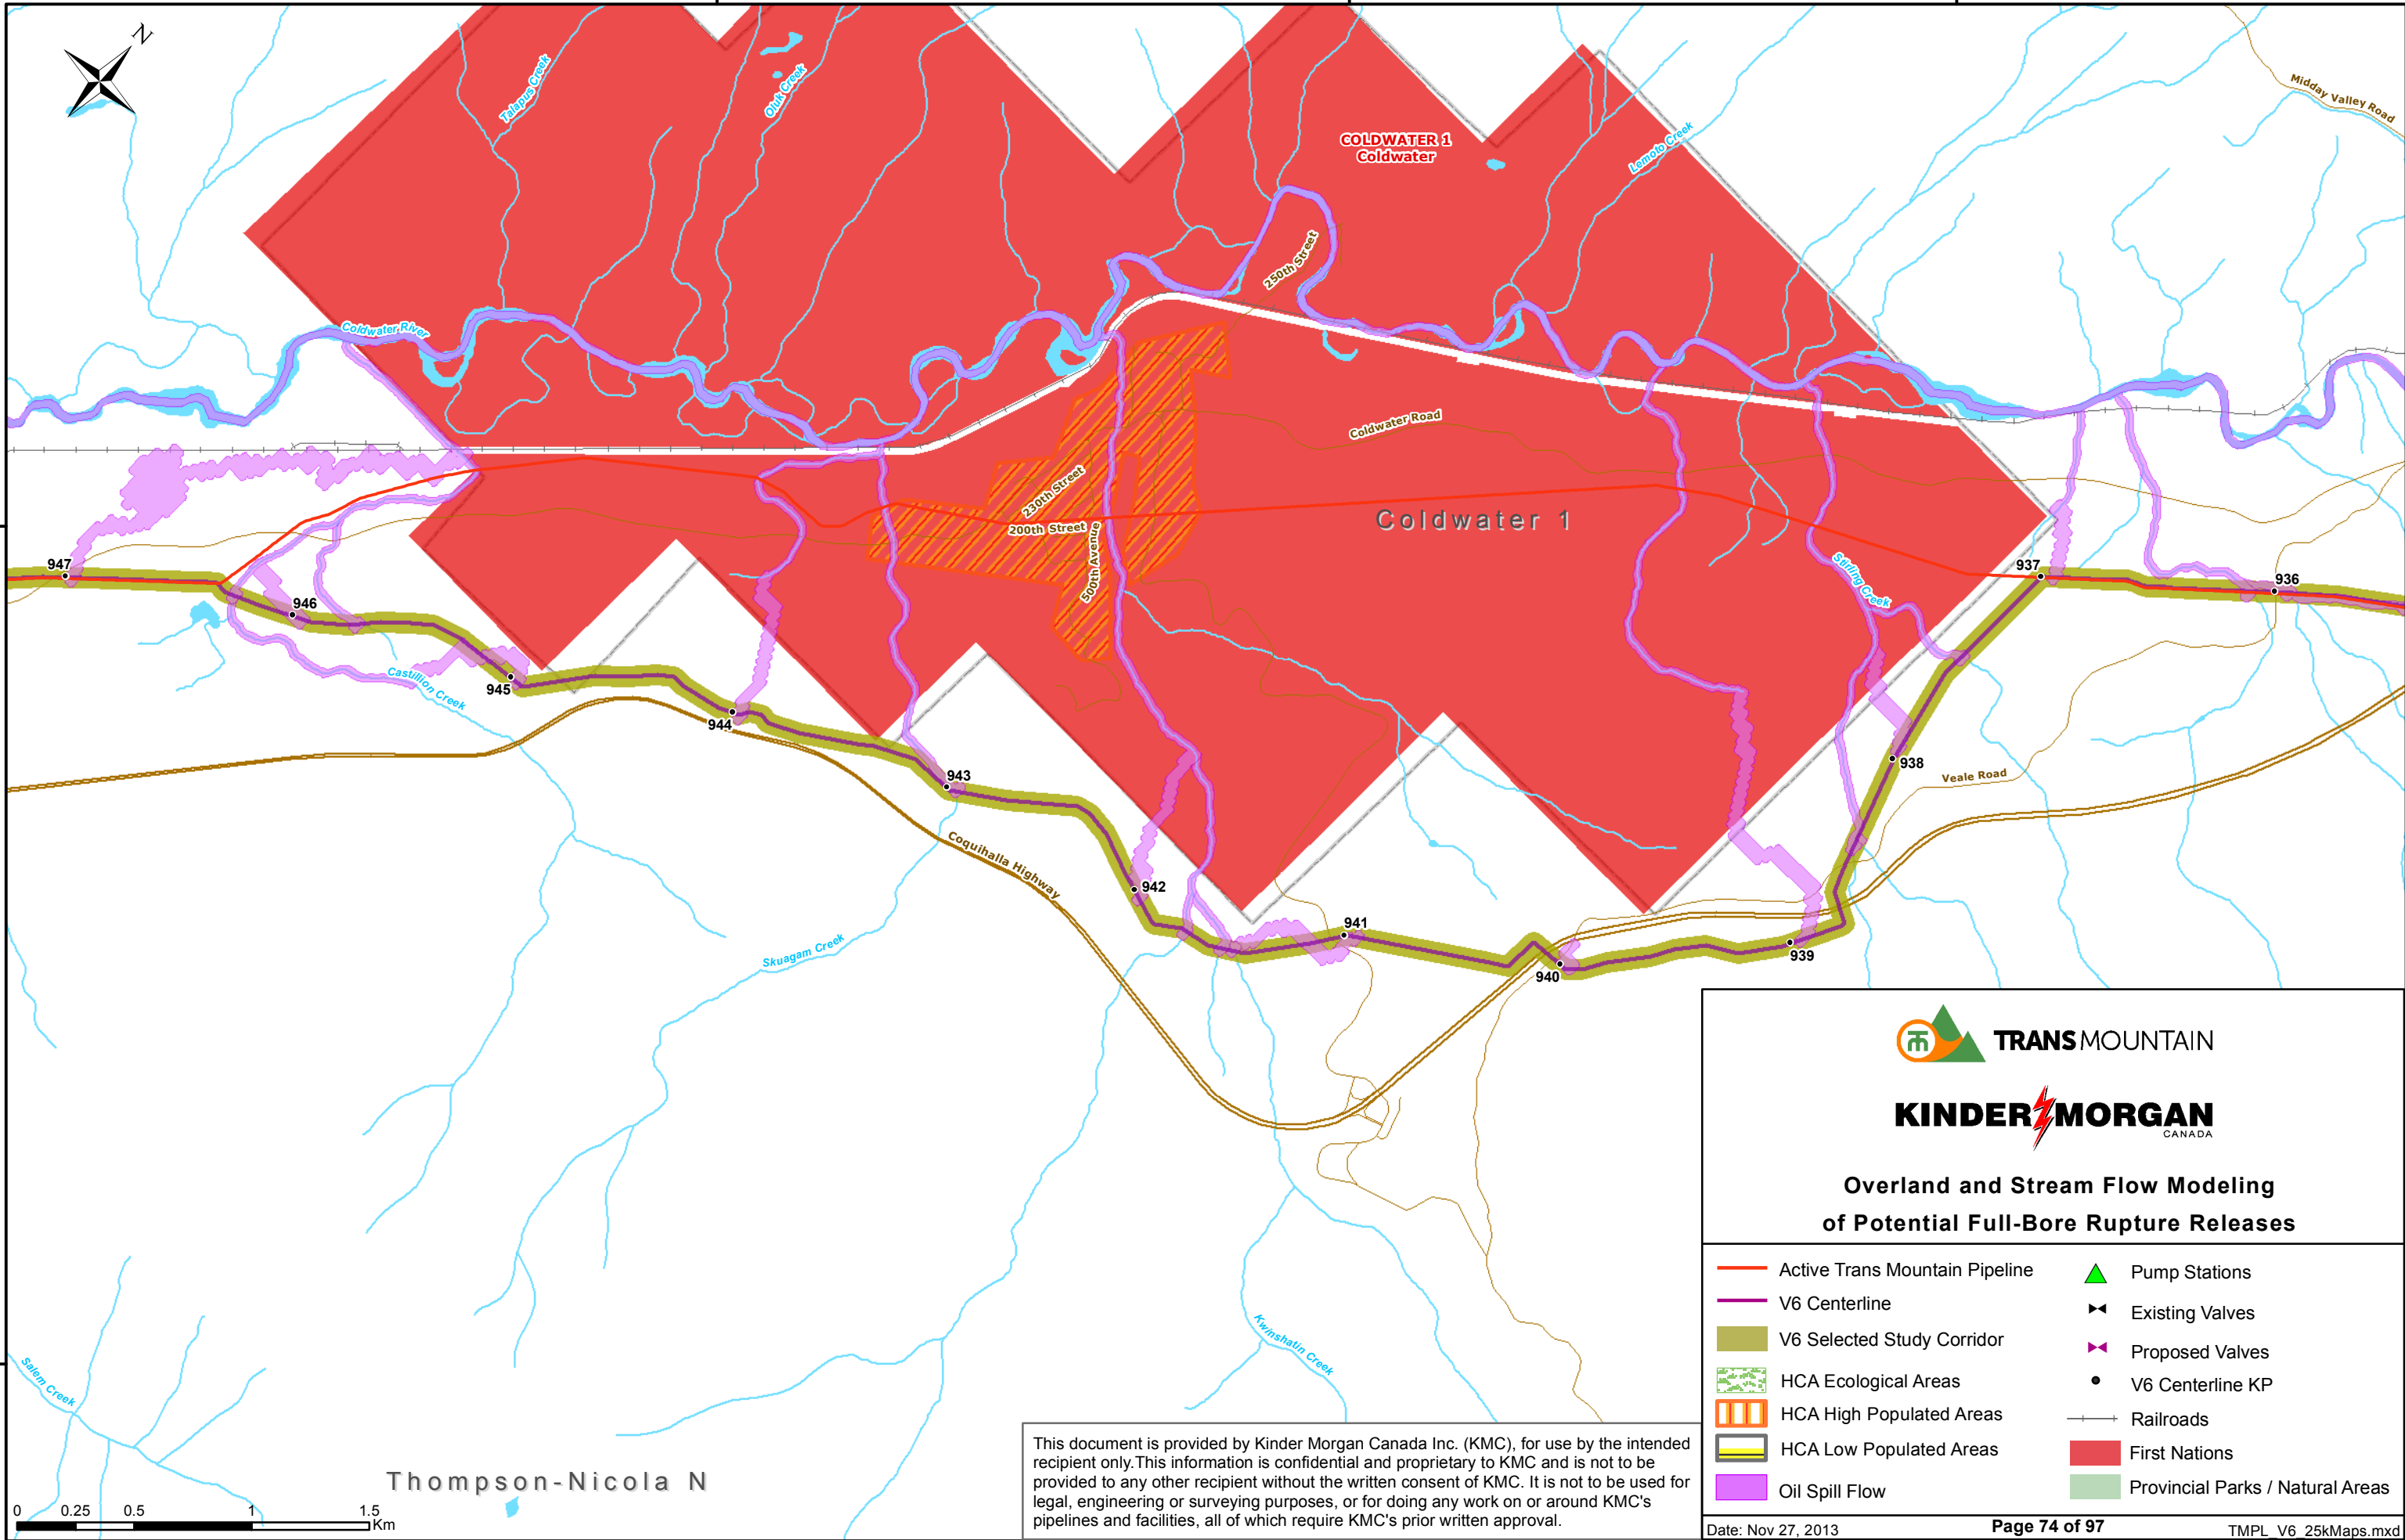 N
Talapus Creek
Oluk Creek
COLDWATER 1
Coldwater
Lemoto Creek
Midday Valley Road
250th Street
Coldwater River
Coldwater Road
230th Street
200th Street
500th Avenue
Coldwater 1
Stirling Creek
947
946
945
944
943
942
941
940
939
938
937
936
Castillion Creek
Veale Road
Coquihalla Highway
Skuagam Creek
Kwinshatin Creek
Salem Creek
Thompson-Nicola N
0 0.25 0.5 1 1.5
Km
This document is provided by Kinder Morgan Canada Inc. (KMC), for use by the intended
recipient only.This information is confidential and proprietary to KMC and is not to be
provided to any other recipient without the written consent of KMC. It is not to be used for
legal, engineering or surveying purposes, or for doing any work on or around KMC's
pipelines and facilities, all of which require KMC's prior written approval.
TRANSMOUNTAIN
KINDER MORGAN
CANADA
Overland and Stream Flow Modeling
of Potential Full-Bore Rupture Releases
Active Trans Mountain Pipeline
V6 Centerline
V6 Selected Study Corridor
HCA Ecological Areas
HCA High Populated Areas
HCA Low Populated Areas
Oil Spill Flow
Pump Stations
Existing Valves
Proposed Valves
V6 Centerline KP
Railroads
First Nations
Provincial Parks / Natural Areas
Date: Nov 27, 2013
Page 74 of 97
TMPL_V6_25kMaps.mxd